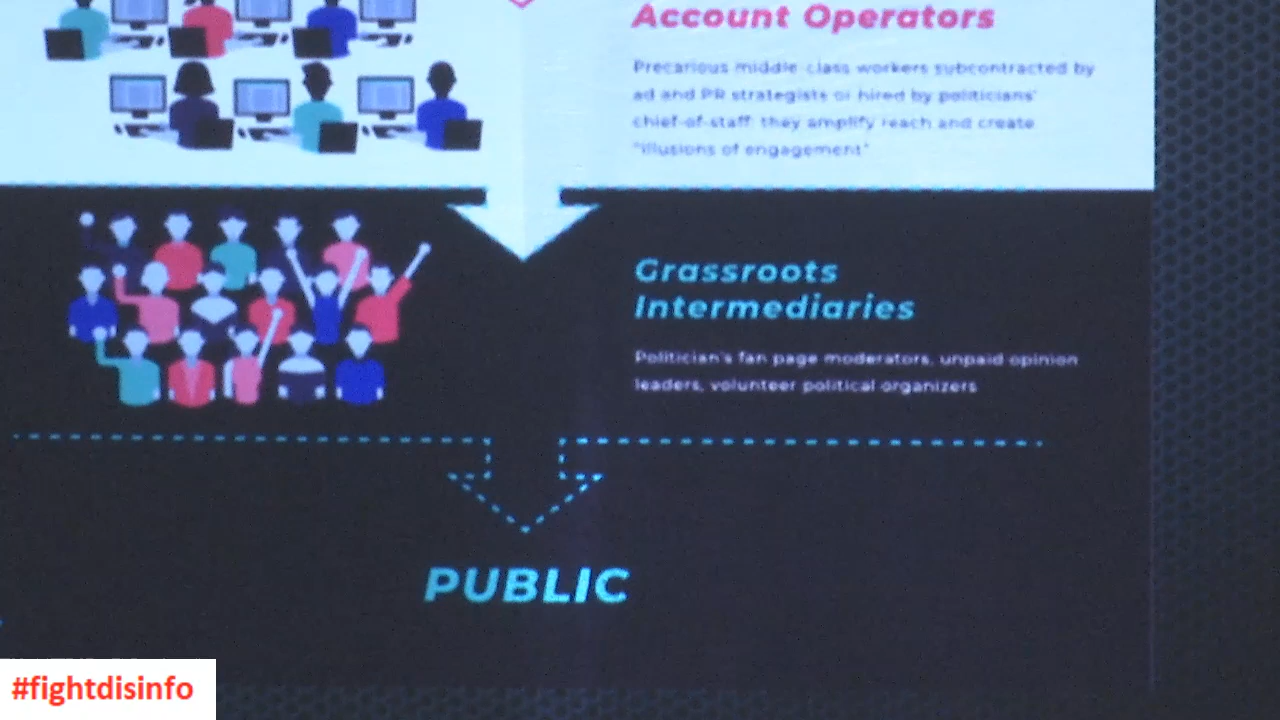 Account Operators
Precarious middle-class workers subcontracted by
ad and PR strategists or hired by politicians'
chief-of-staff: they amplify reach and create
"illusions of engagement"
Grassroots
Intermediaries
Politician's fan page moderators, unpaid opinion
leaders, volunteer political organizers
PUBLIC
#fightdisinfo